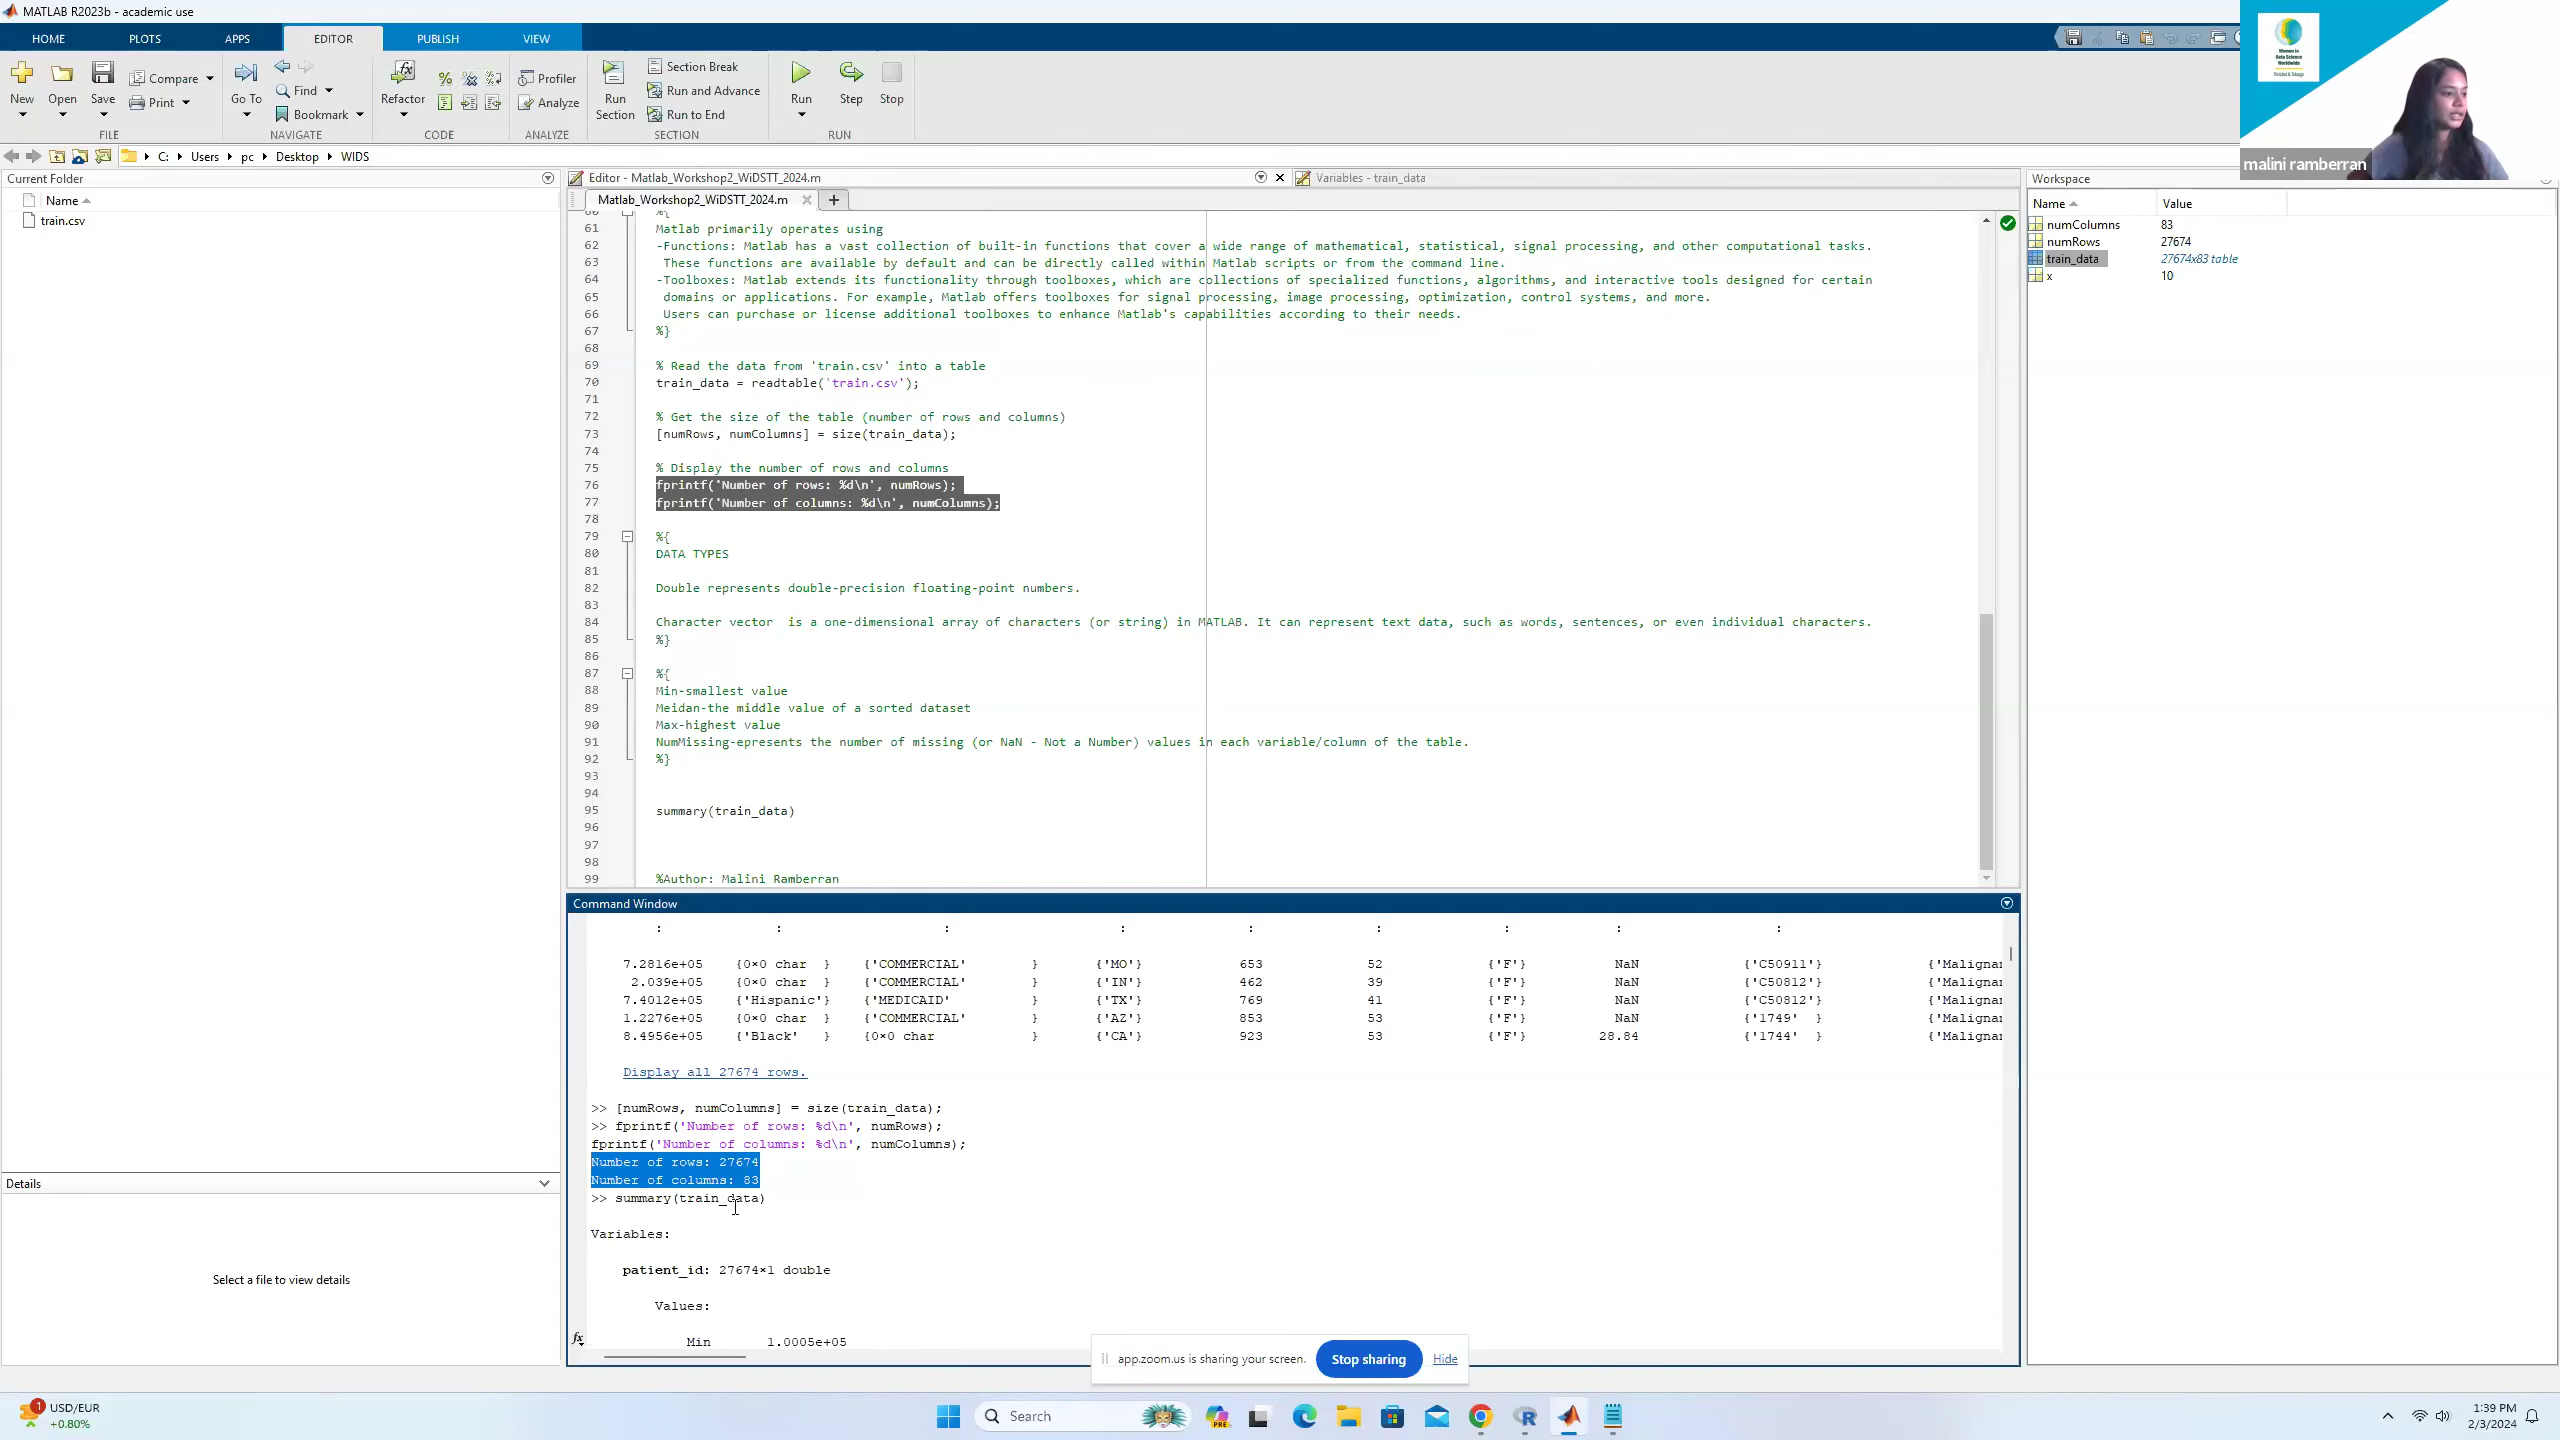 MATLAB R2023b - academic use
HOME PLOTS APPS EDITOR PUBLISH VIEW
New Open Save Compare Print
FILE
Go To Find Bookmark
NAVIGATE
Refactor
CODE
Profiler Analyze
ANALYZE
Run Section Section Break Run and Advance Run to End
SECTION
Run Step Stop
RUN
Women in Data Science Worldwide
Trinidad & Tobago
malini ramberran
C: Users pc Desktop WIDS
Current Folder
Name
train.csv
Details
Select a file to view details
Editor - Matlab_Workshop2_WiDSTT_2024.m
Variables - train_data
Matlab_Workshop2_WiDSTT_2024.m
60 %{
61 Matlab primarily operates using
62 -Functions: Matlab has a vast collection of built-in functions that cover a wide range of mathematical, statistical, signal processing, and other computational tasks.
63 These functions are available by default and can be directly called within Matlab scripts or from the command line.
64 -Toolboxes: Matlab extends its functionality through toolboxes, which are collections of specialized functions, algorithms, and interactive tools designed for certain
65 domains or applications. For example, Matlab offers toolboxes for signal processing, image processing, optimization, control systems, and more.
66 Users can purchase or license additional toolboxes to enhance Matlab's capabilities according to their needs.
67 %}
68
69 % Read the data from 'train.csv' into a table
70 train_data = readtable('train.csv');
71
72 % Get the size of the table (number of rows and columns)
73 [numRows, numColumns] = size(train_data);
74
75 % Display the number of rows and columns
76 fprintf('Number of rows: %d\n', numRows);
77 fprintf('Number of columns: %d\n', numColumns);
78
79 %{
80 DATA TYPES
81
82 Double represents double-precision floating-point numbers.
83
84 Character vector  is a one-dimensional array of characters (or string) in MATLAB. It can represent text data, such as words, sentences, or even individual characters.
85 %}
86
87 %{
88 Min-smallest value
89 Meidan-the middle value of a sorted dataset
90 Max-highest value
91 NumMissing-epresents the number of missing (or NaN - Not a Number) values in each variable/column of the table.
92 %}
93
94
95 summary(train_data)
96
97
98
99 %Author: Malini Ramberran
Command Window
: : : : : : : : :
7.2816e+05 {0×0 char } {'COMMERCIAL' } {'MO'} 653 52 {'F'} NaN {'C50911'} {'Malignan
2.039e+05 {0×0 char } {'COMMERCIAL' } {'IN'} 462 39 {'F'} NaN {'C50812'} {'Malignan
7.4012e+05 {'Hispanic'} {'MEDICAID' } {'TX'} 769 41 {'F'} NaN {'C50812'} {'Malignan
1.2276e+05 {0×0 char } {'COMMERCIAL' } {'AZ'} 853 53 {'F'} NaN {'1749' } {'Malignan
8.4956e+05 {'Black' } {0×0 char } {'CA'} 923 53 {'F'} 28.84 {'1744' } {'Malignan
Display all 27674 rows.
>> [numRows, numColumns] = size(train_data);
>> fprintf('Number of rows: %d\n', numRows);
fprintf('Number of columns: %d\n', numColumns);
Number of rows: 27674
Number of columns: 83
>> summary(train_data)
Variables:
patient_id: 27674×1 double
Values:
Min 1.0005e+05
fx
Workspace
Name Value
numColumns 83
numRows 27674
train_data 27674x83 table
x 10
app.zoom.us is sharing your screen. Stop sharing Hide
1 USD/EUR
+0.80%
Search
PRE
1:39 PM
2/3/2024